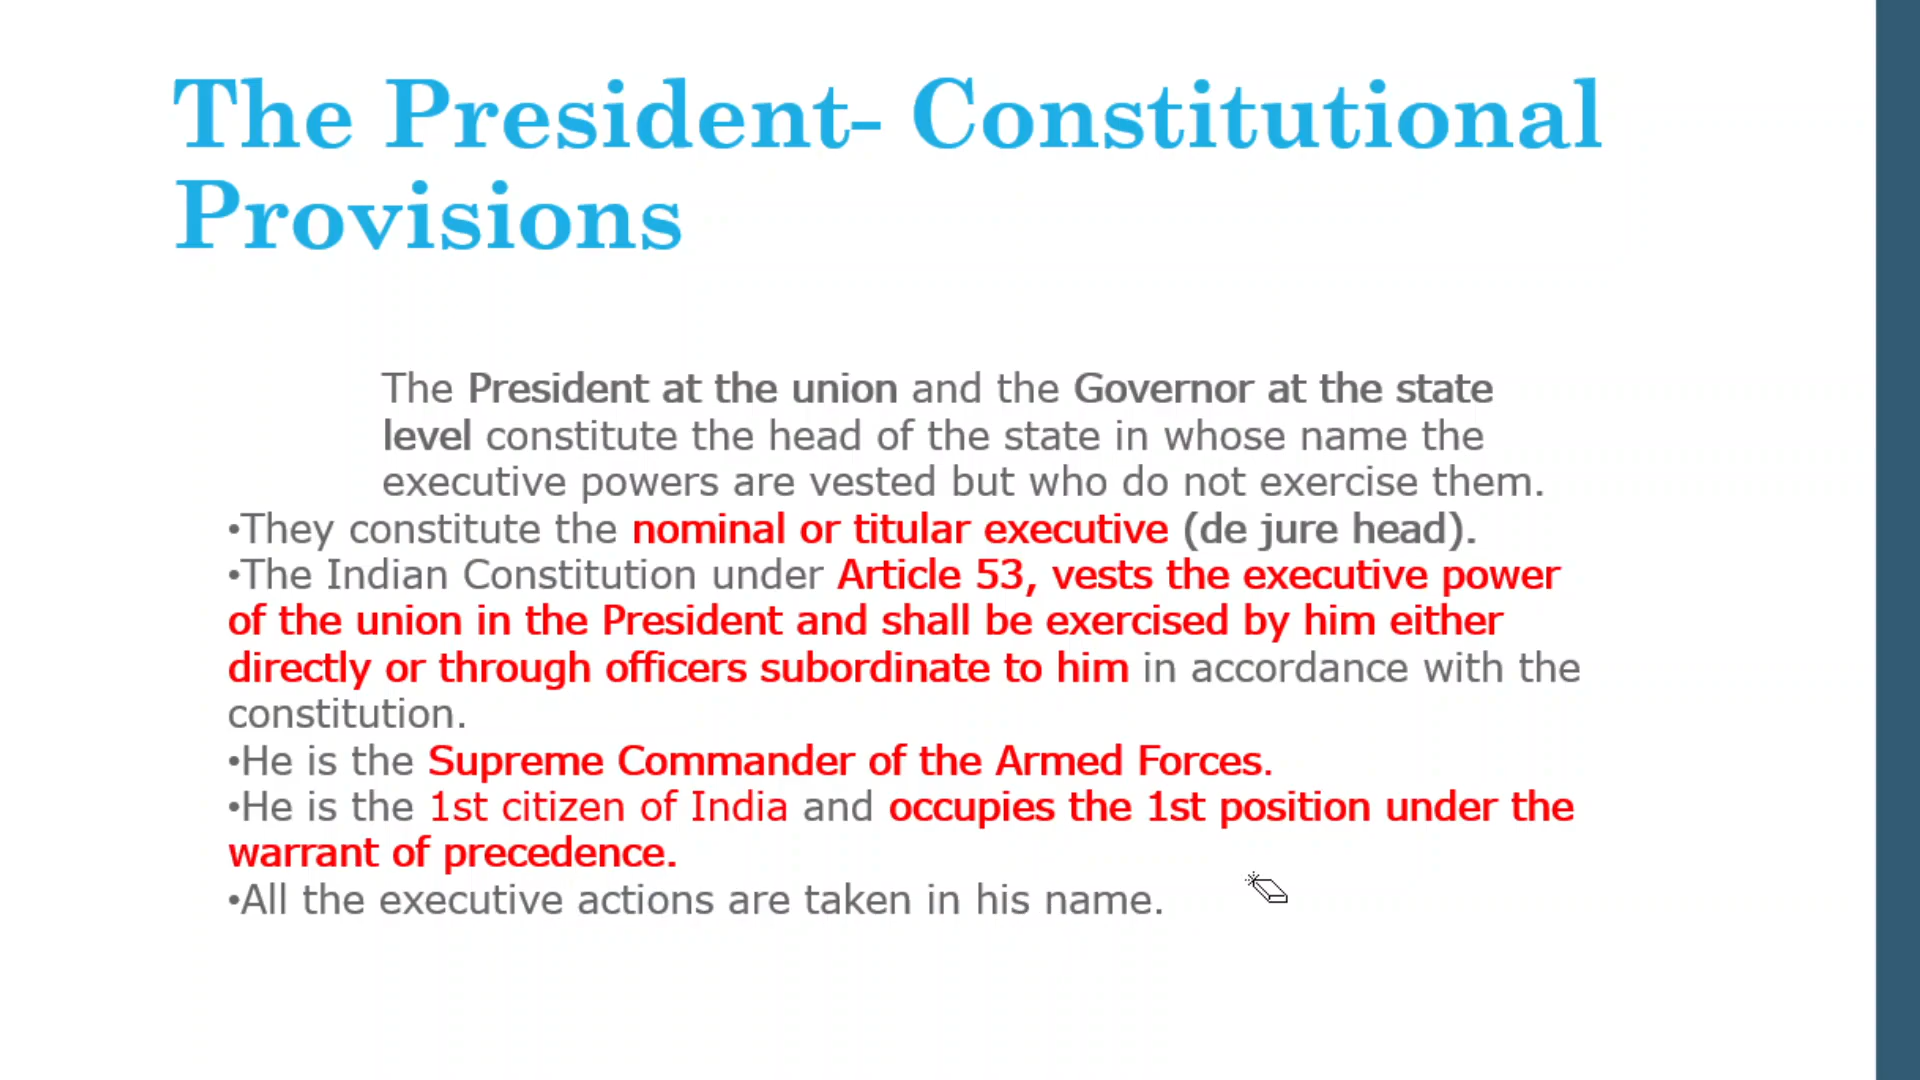 The President- Constitutional
Provisions
The President at the union and the Governor at the state
level constitute the head of the state in whose name the
executive powers are vested but who do not exercise them.
•They constitute the nominal or titular executive (de jure head).
•The Indian Constitution under Article 53, vests the executive power
of the union in the President and shall be exercised by him either
directly or through officers subordinate to him in accordance with the
constitution.
•He is the Supreme Commander of the Armed Forces.
•He is the 1st citizen of India and occupies the 1st position under the
warrant of precedence.
•All the executive actions are taken in his name.